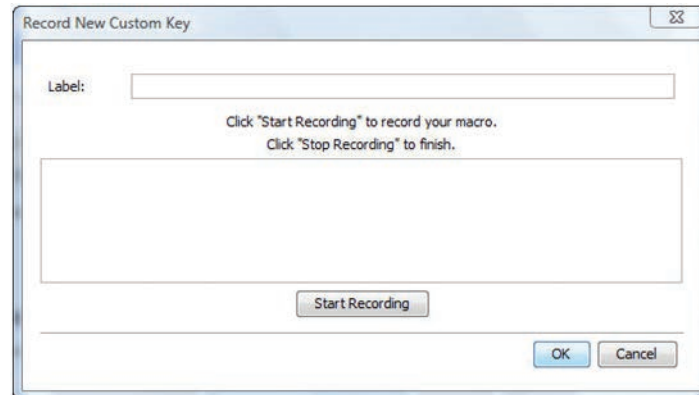 Record New Custom Key
Label:
Click "Start Recording" to record your macro.
Click "Stop Recording" to finish.
Start Recording
OK Cancel